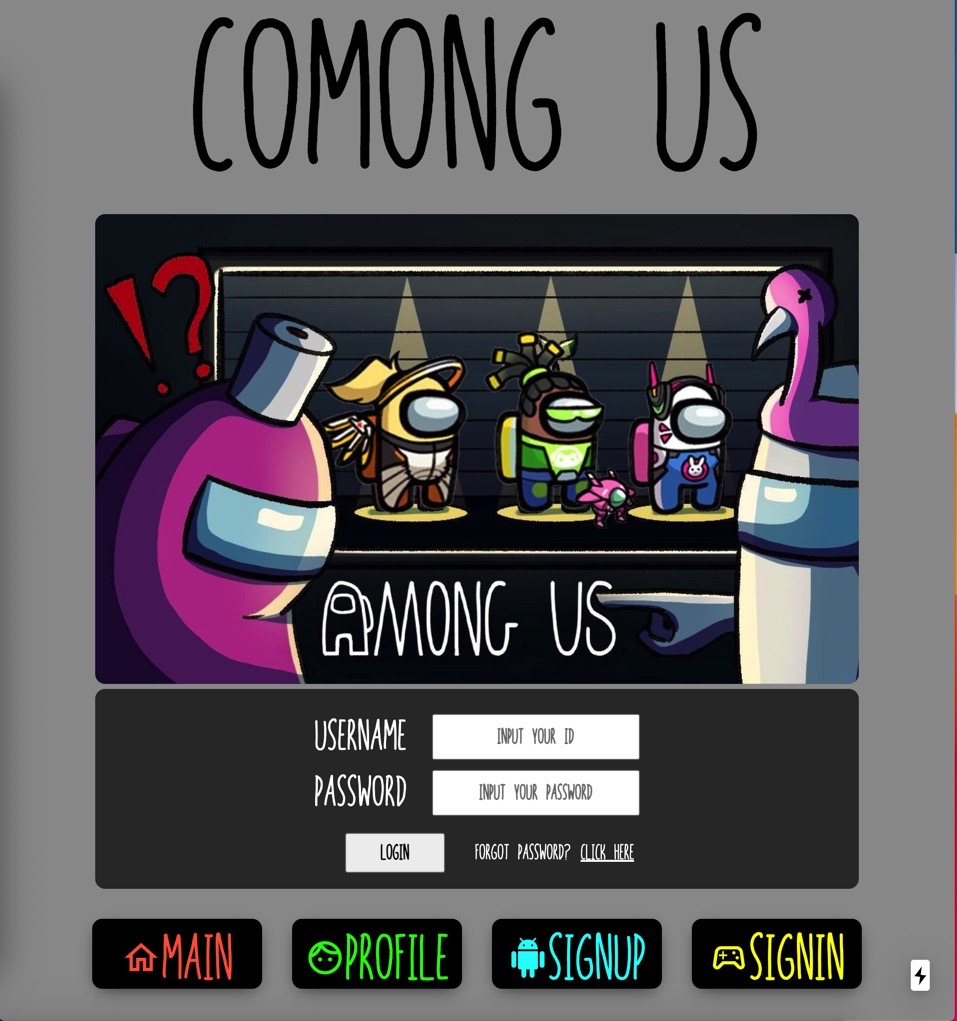 COMONG US
!?
AMONG US
USERNAME INPUT YOUR ID
PASSWORD INPUT YOUR PASSWORD
LOGIN FORGOT PASSWORD? CLICK HERE
MAIN PROFILE SIGNUP SIGNIN